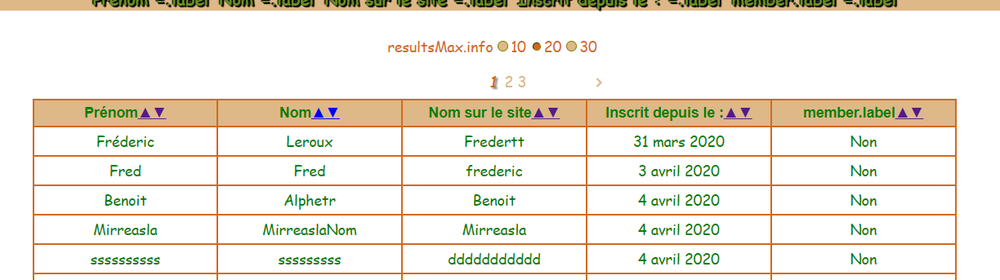 Prénom =.label Nom =.label Nom sur le site =.label Inscrit depuis le : =.label member.label =.label
resultsMax.info 10 20 30
1 2 3 ›
Prénom▲▼ Nom▲▼ Nom sur le site▲▼ Inscrit depuis le :▲▼ member.label▲▼
Fréderic Leroux Fredertt 31 mars 2020 Non
Fred Fred frederic 3 avril 2020 Non
Benoit Alphetr Benoit 4 avril 2020 Non
Mirreasla MirreaslaNom Mirreasla 4 avril 2020 Non
ssssssssss sssssssss ddddddddddd 4 avril 2020 Non